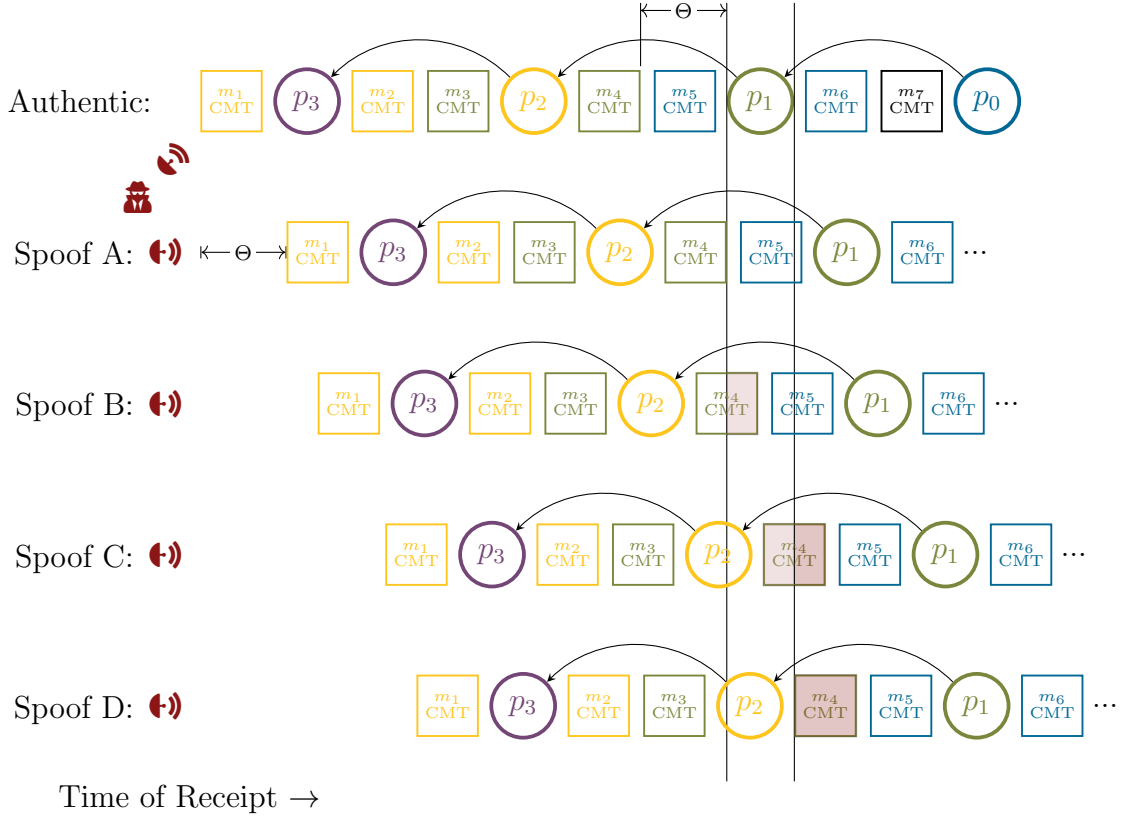 Θ
Authentic: m₁ CMT p₃ m₂ CMT m₃ CMT p₂ m₄ CMT m₅ CMT p₁ m₆ CMT m₇ CMT p₀
Spoof A: Θ m₁ CMT p₃ m₂ CMT m₃ CMT p₂ m₄ CMT m₅ CMT p₁ m₆ CMT ...
Spoof B: m₁ CMT p₃ m₂ CMT m₃ CMT p₂ m₄ CMT m₅ CMT p₁ m₆ CMT ...
Spoof C: m₁ CMT p₃ m₂ CMT m₃ CMT p₂ m₄ CMT m₅ CMT p₁ m₆ CMT ...
Spoof D: m₁ CMT p₃ m₂ CMT m₃ CMT p₂ m₄ CMT m₅ CMT p₁ m₆ CMT ...
Time of Receipt →